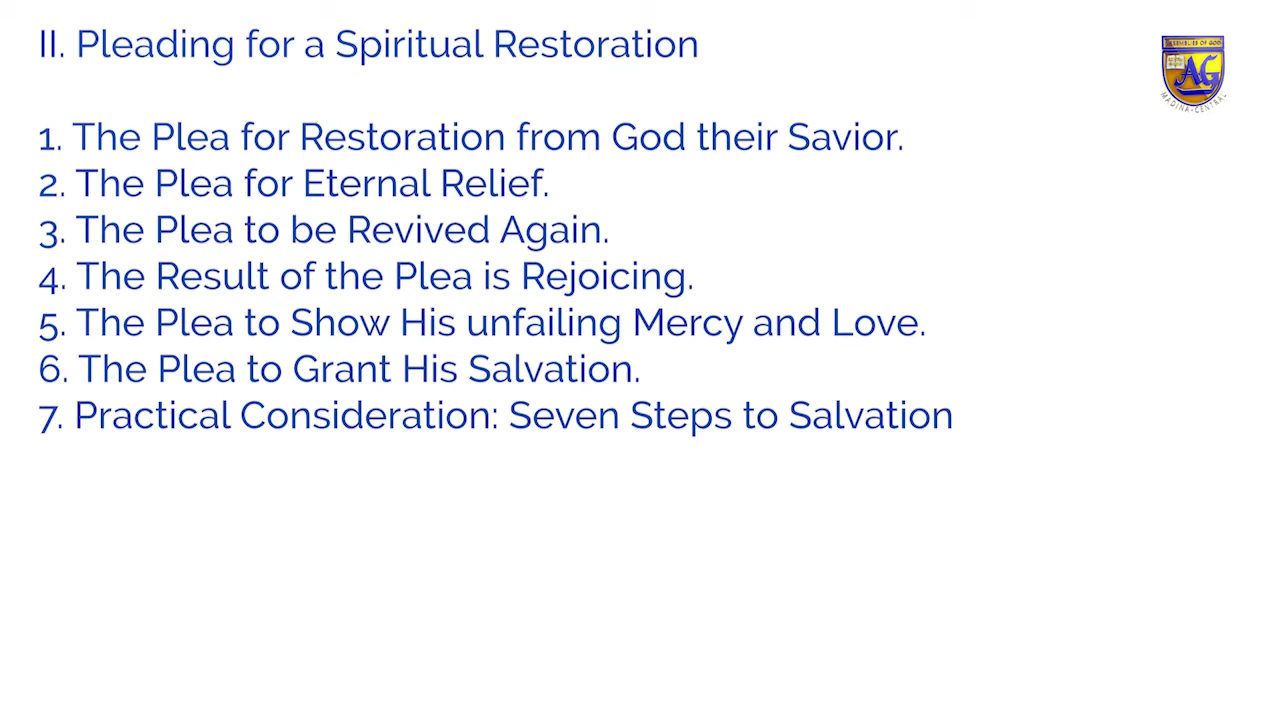 II. Pleading for a Spiritual Restoration
1. The Plea for Restoration from God their Savior.
2. The Plea for Eternal Relief.
3. The Plea to be Revived Again.
4. The Result of the Plea is Rejoicing.
5. The Plea to Show His unfailing Mercy and Love.
6. The Plea to Grant His Salvation.
7. Practical Consideration: Seven Steps to Salvation
AG
MADINA-CENTRAL